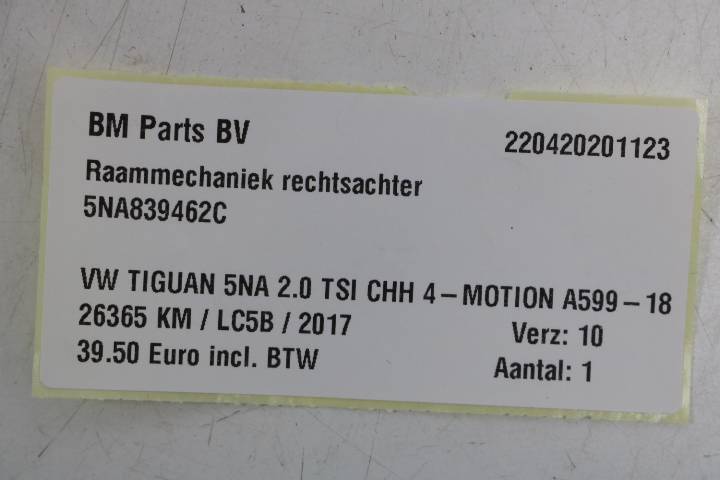 BM Parts BV
220420201123
Raammechaniek rechtsachter
5NA839462C
VW TIGUAN 5NA 2.0 TSI CHH 4-MOTION A599-18
26365 KM / LC5B / 2017 Verz: 10
39.50 Euro incl. BTW Aantal: 1